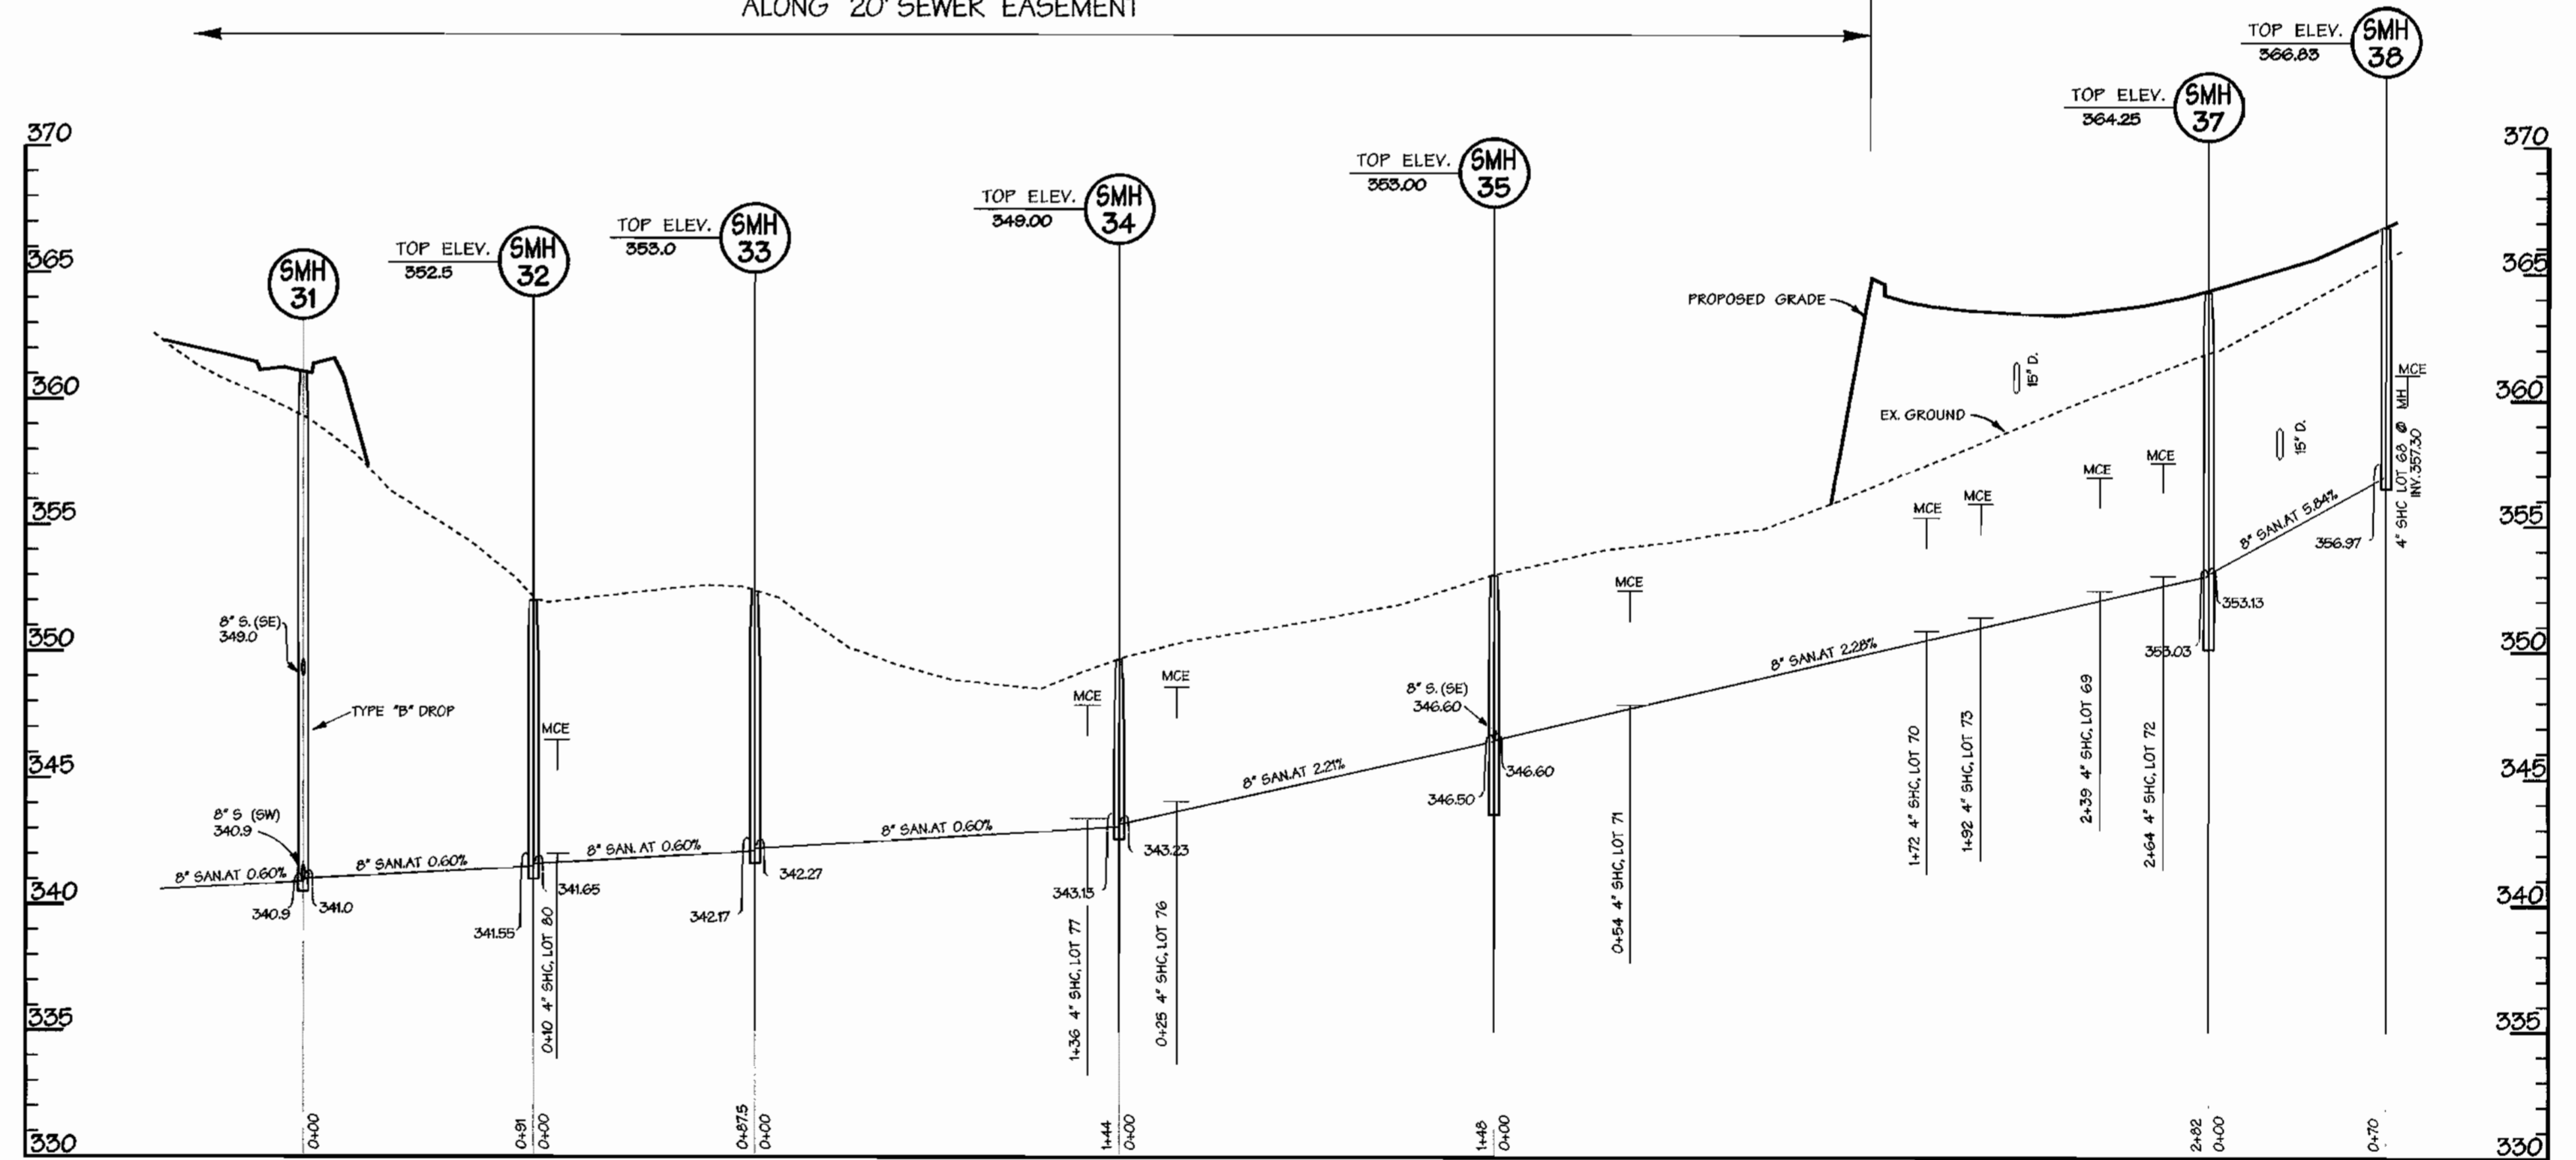 ALONG 20' SEWER EASEMENT
TOP ELEV.
366.83
SMH
38
TOP ELEV.
364.25
SMH
37
TOP ELEV.
353.00
SMH
35
TOP ELEV.
349.00
SMH
34
TOP ELEV.
353.0
SMH
33
TOP ELEV.
352.5
SMH
32
SMH
31
370
365
360
355
350
345
340
335
330
370
365
360
355
350
345
340
335
330
PROPOSED GRADE
EX. GROUND
15" D.
15" D.
MCE
4" SHC LOT 68 @ MH
INV. 357.30
8" S. (SE)
349.0
TYPE "B" DROP
8" S (SW)
340.9
8" SAN.AT 0.60%
340.9
341.0
8" SAN.AT 0.60%
341.55
341.65
MCE
0+10 4" SHC, LOT 80
8" SAN. AT 0.60%
342.17
342.27
8" SAN.AT 0.60%
MCE
343.13
343.23
1+36 4" SHC, LOT 77
MCE
0+25 4" SHC, LOT 76
8" SAN.AT 2.21%
8" S. (SE)
346.60
346.50
346.60
MCE
0+54 4" SHC, LOT 71
8" SAN.AT 2.28%
MCE
1+72 4" SHC, LOT 70
MCE
1+92 4" SHC, LOT 73
MCE
2+39 4" SHC, LOT 69
MCE
2+64 4" SHC, LOT 72
353.03
353.13
8" SAN.AT 5.84%
356.97
0+00
0+91
0+00
0+87.5
0+00
1+44
0+00
1+48
0+00
2+82
0+00
0+70